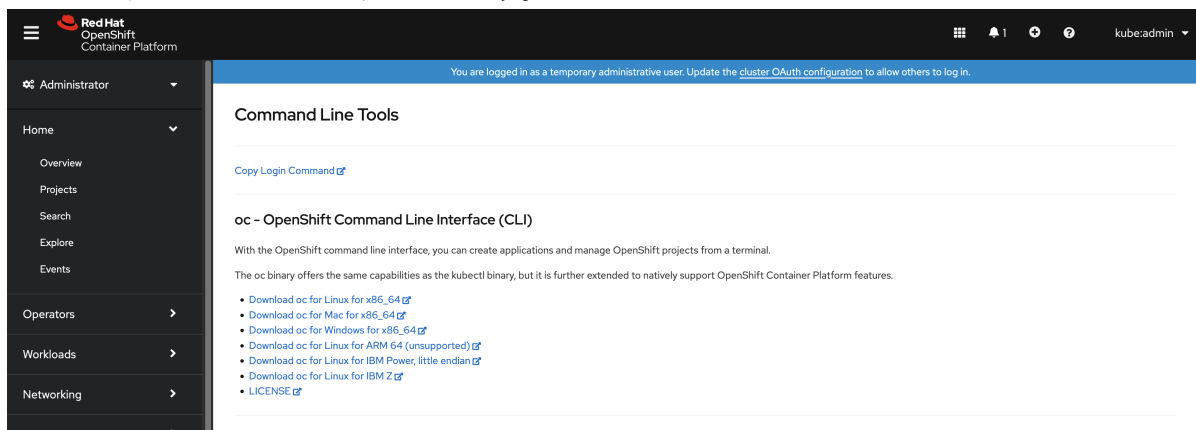 Red Hat
OpenShift
Container Platform
1
kube:admin
Administrator
Home
Overview
Projects
Search
Explore
Events
Operators
Workloads
Networking
You are logged in as a temporary administrative user. Update the cluster OAuth configuration to allow others to log in.
Command Line Tools
Copy Login Command
oc - OpenShift Command Line Interface (CLI)
With the OpenShift command line interface, you can create applications and manage OpenShift projects from a terminal.
The oc binary offers the same capabilities as the kubectl binary, but it is further extended to natively support OpenShift Container Platform features.
Download oc for Linux for x86_64
Download oc for Mac for x86_64
Download oc for Windows for x86_64
Download oc for Linux for ARM 64 (unsupported)
Download oc for Linux for IBM Power, little endian
Download oc for Linux for IBM Z
LICENSE